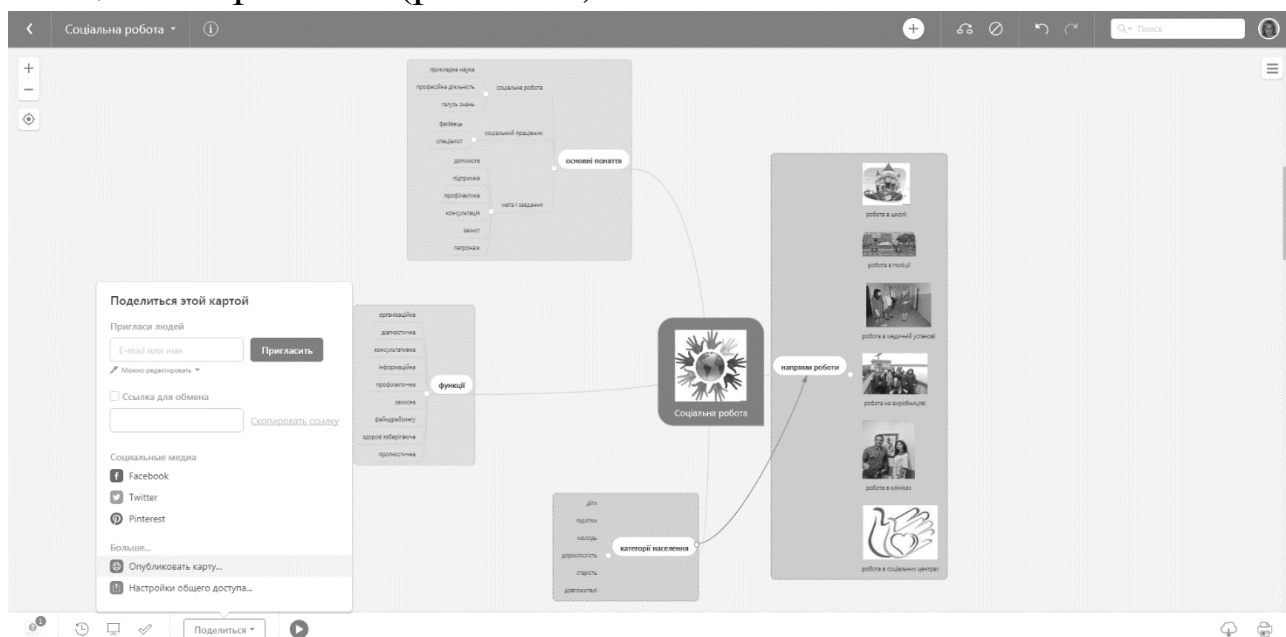 Соціальна робота
Поиск
прикладна наука
професійна діяльність
галузь знань
соціальна робота
фахівець
спеціаліст
соціальний працівник
допомога
підтримка
профілактика
консультація
захист
патронаж
мета і завдання
основні поняття
робота в школі
робота в поліції
робота в медичній установі
робота на виробництві
робота в клініках
робота в соціальних центрах
напрями роботи
Соціальна робота
організаційна
діагностична
консультативна
інформаційна
профілактична
захисна
фандрейзингу
здоров'язберігаюча
прогностична
функції
діти
підлітки
молодь
дорослість
старість
довгожителі
категорії населення
Поделиться этой картой
Пригласи людей
E-mail или имя
Пригласить
Можно редактировать
Ссылка для обмена
Скопировать ссылку
Социальные медиа
Facebook
Twitter
Pinterest
Больше...
Опубликовать карту...
Настройки общего доступа...
Поделиться